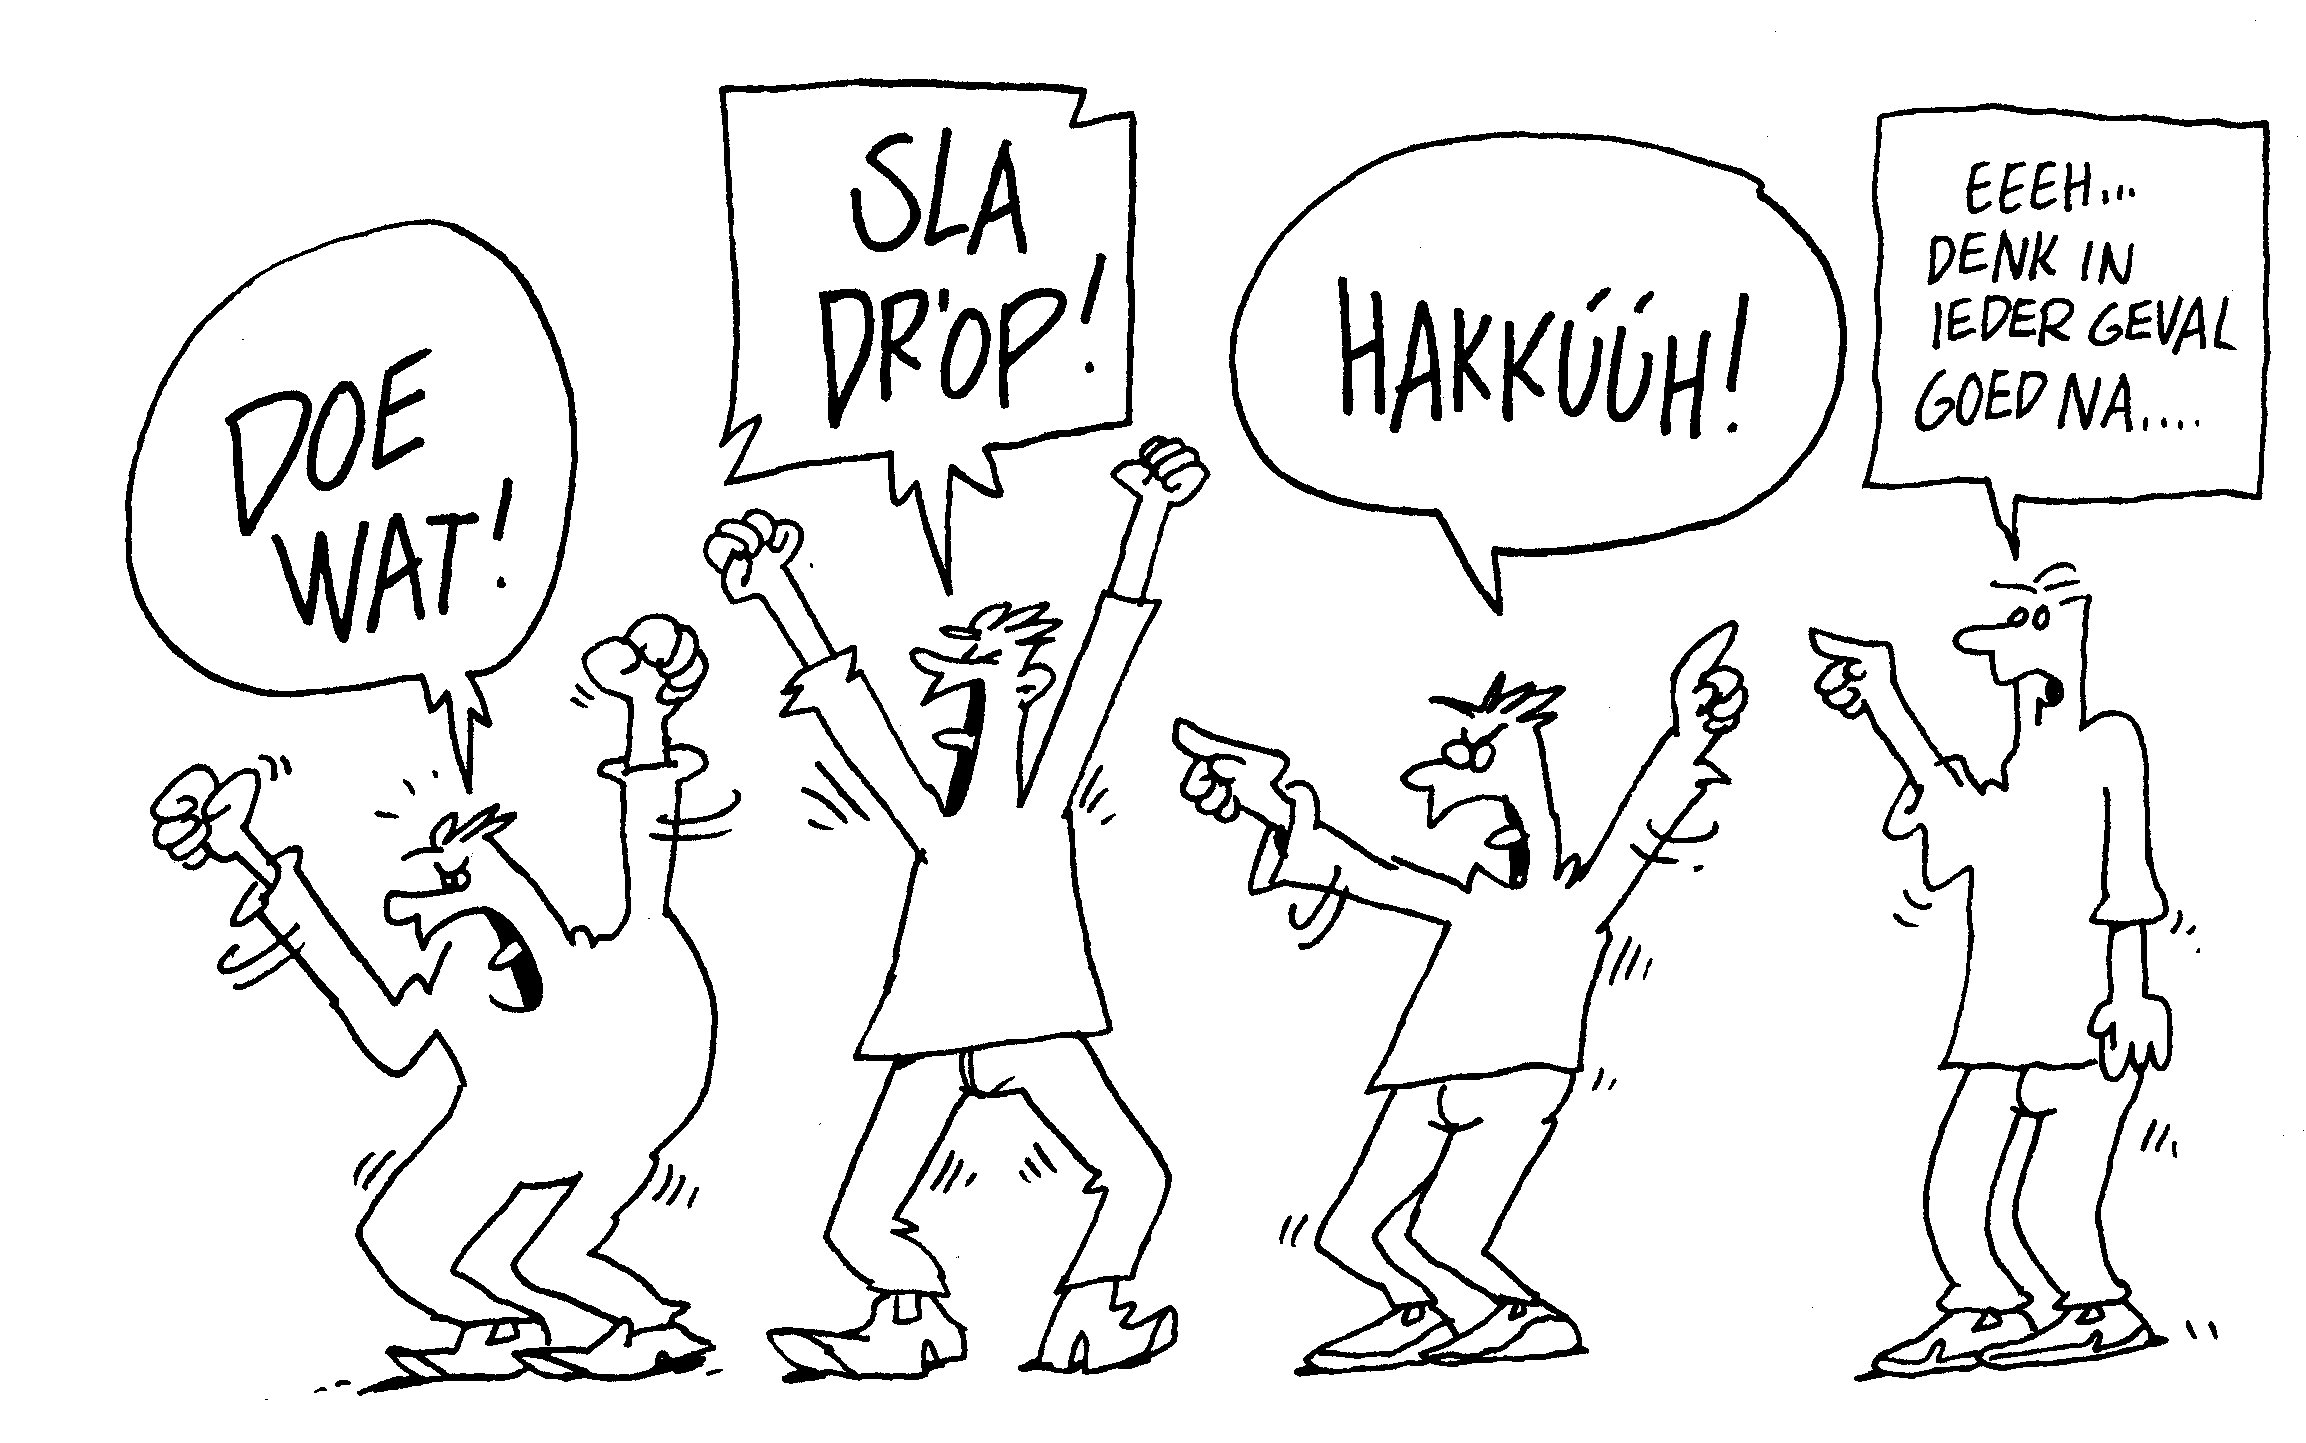 DOE
WAT!
SLA
DR'OP!
HAKKÚÚH!
EEEH...
DENK IN
IEDER GEVAL
GOED NA....